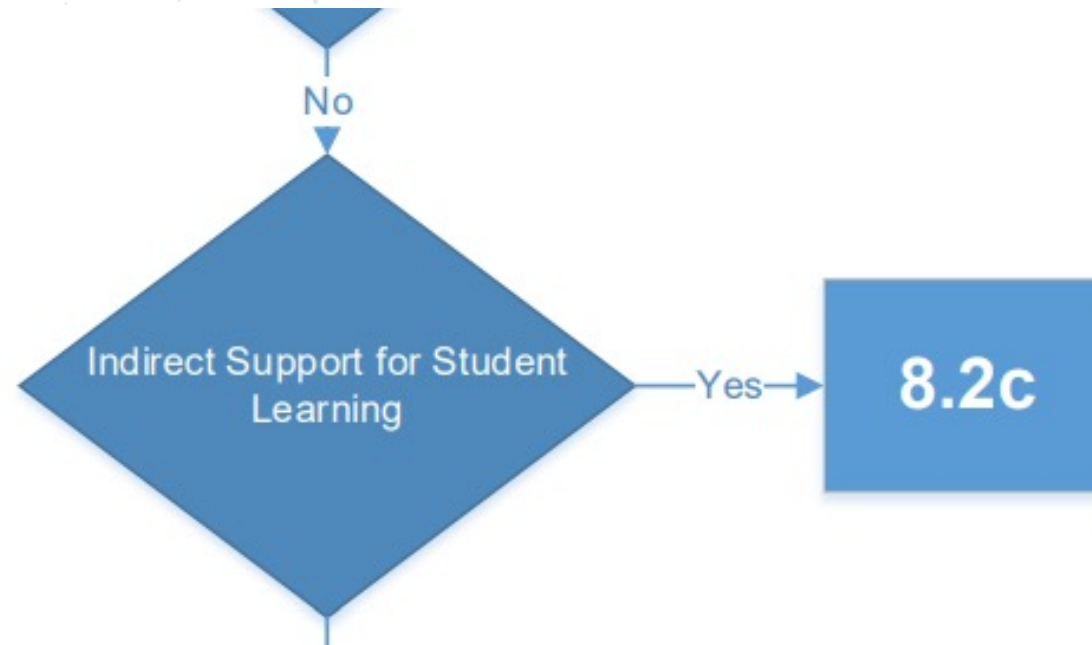 No
Indirect Support for Student
Learning
Yes
8.2c